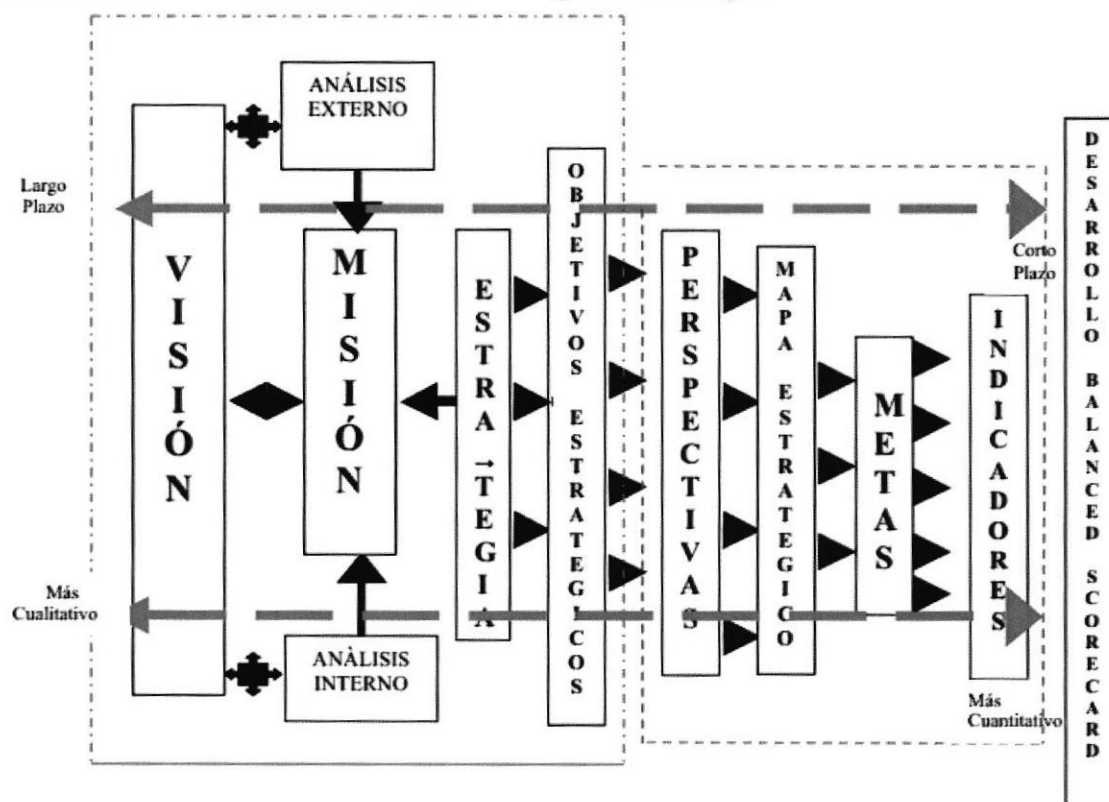 ANÁLISIS
EXTERNO
Largo
Plazo
VISIÓN
MISIÓN
ESTRA→TEGIA
OBJETIVOS ESTRATEGICOS
PERSPECTIVAS
MAPA ESTRATEGICO
METAS
INDICADORES
Corto
Plazo
DESARROLLO BALANCED SCORECARD
Más
Cualitativo
ANÀLISIS
INTERNO
Más
Cuantitativo